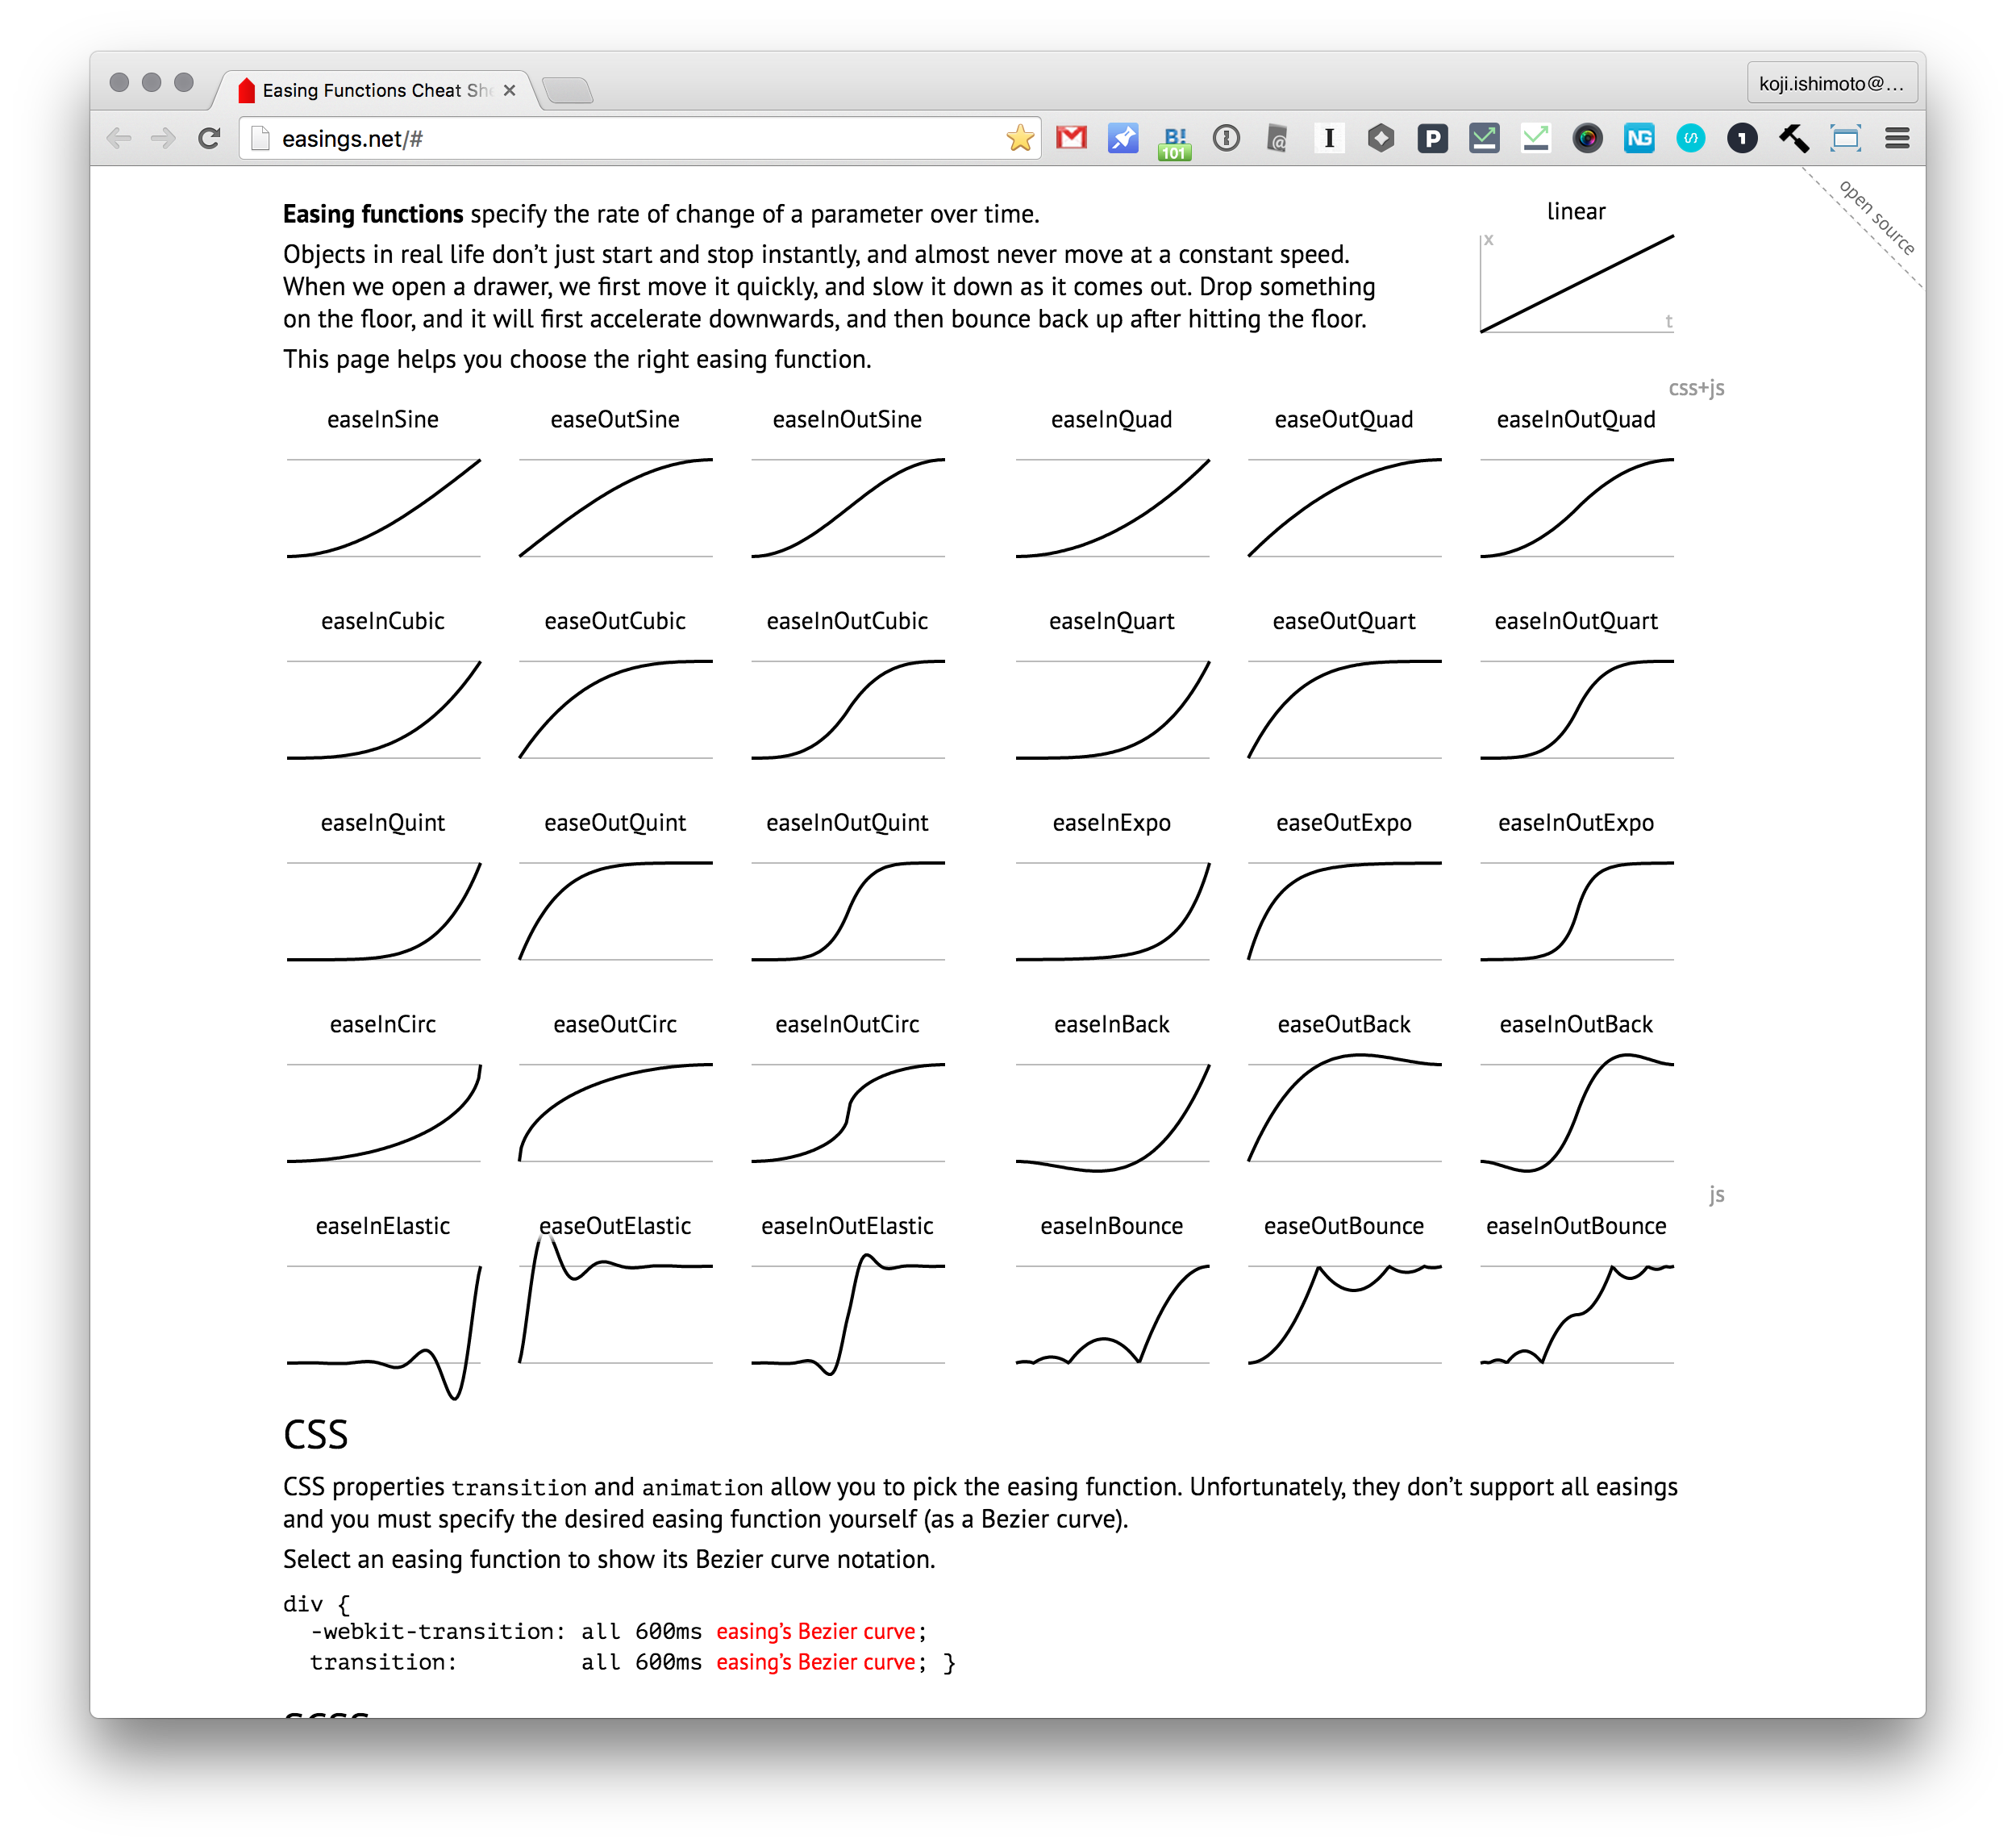 Easing Functions Cheat She
koji.ishimoto@...
easings.net/#
B!
101
@
I
P
NG
{/}
1
open source
Easing functions specify the rate of change of a parameter over time.
Objects in real life don’t just start and stop instantly, and almost never move at a constant speed.
When we open a drawer, we first move it quickly, and slow it down as it comes out. Drop something
on the floor, and it will first accelerate downwards, and then bounce back up after hitting the floor.
This page helps you choose the right easing function.
linear
x
t
css+js
easeInSine easeOutSine easeInOutSine easeInQuad easeOutQuad easeInOutQuad
easeInCubic easeOutCubic easeInOutCubic easeInQuart easeOutQuart easeInOutQuart
easeInQuint easeOutQuint easeInOutQuint easeInExpo easeOutExpo easeInOutExpo
easeInCirc easeOutCirc easeInOutCirc easeInBack easeOutBack easeInOutBack
js
easeInElastic easeOutElastic easeInOutElastic easeInBounce easeOutBounce easeInOutBounce
CSS
CSS properties transition and animation allow you to pick the easing function. Unfortunately, they don’t support all easings
and you must specify the desired easing function yourself (as a Bezier curve).
Select an easing function to show its Bezier curve notation.
div {
-webkit-transition: all 600ms easing’s Bezier curve;
transition: all 600ms easing’s Bezier curve; }